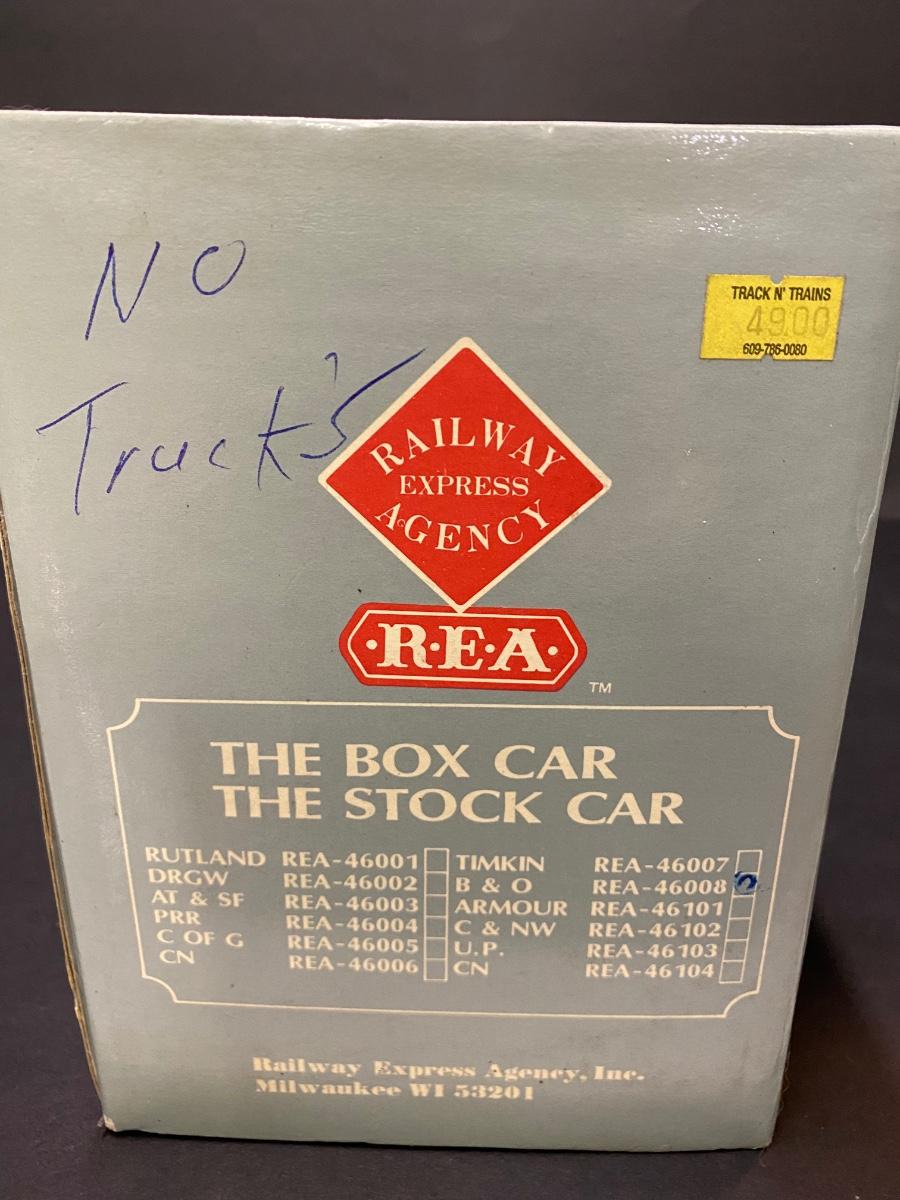 NO
Truck's
TRACK N' TRAINS
49.00
609-786-0080
RAILWAY
EXPRESS
AGENCY
·R·E·A·
TM
THE BOX CAR
THE STOCK CAR
RUTLAND REA-46001 TIMKIN REA-46007
DRGW REA-46002 B & O REA-46008
AT & SF REA-46003 ARMOUR REA-46101
PRR REA-46004 C & NW REA-46102
C OF G REA-46005 U.P. REA-46103
CN REA-46006 CN REA-46104
Railway Express Agency, Inc.
Milwaukee WI 53201